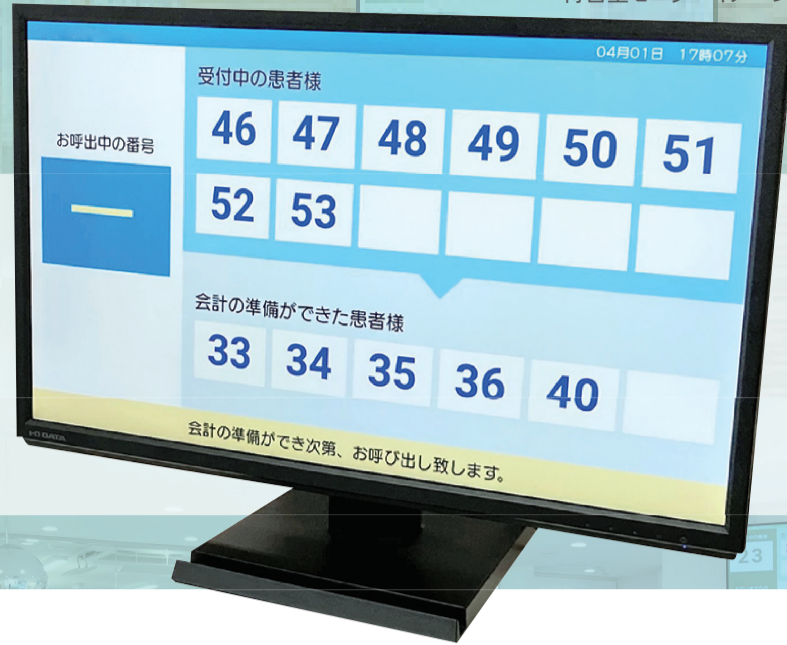 04月01日 17時07分
受付中の患者様
お呼出中の番号
46 47 48 49 50 51
52 53
会計の準備ができた患者様
33 34 35 36 40
会計の準備ができ次第、お呼び出し致します。
I-O DATA
23